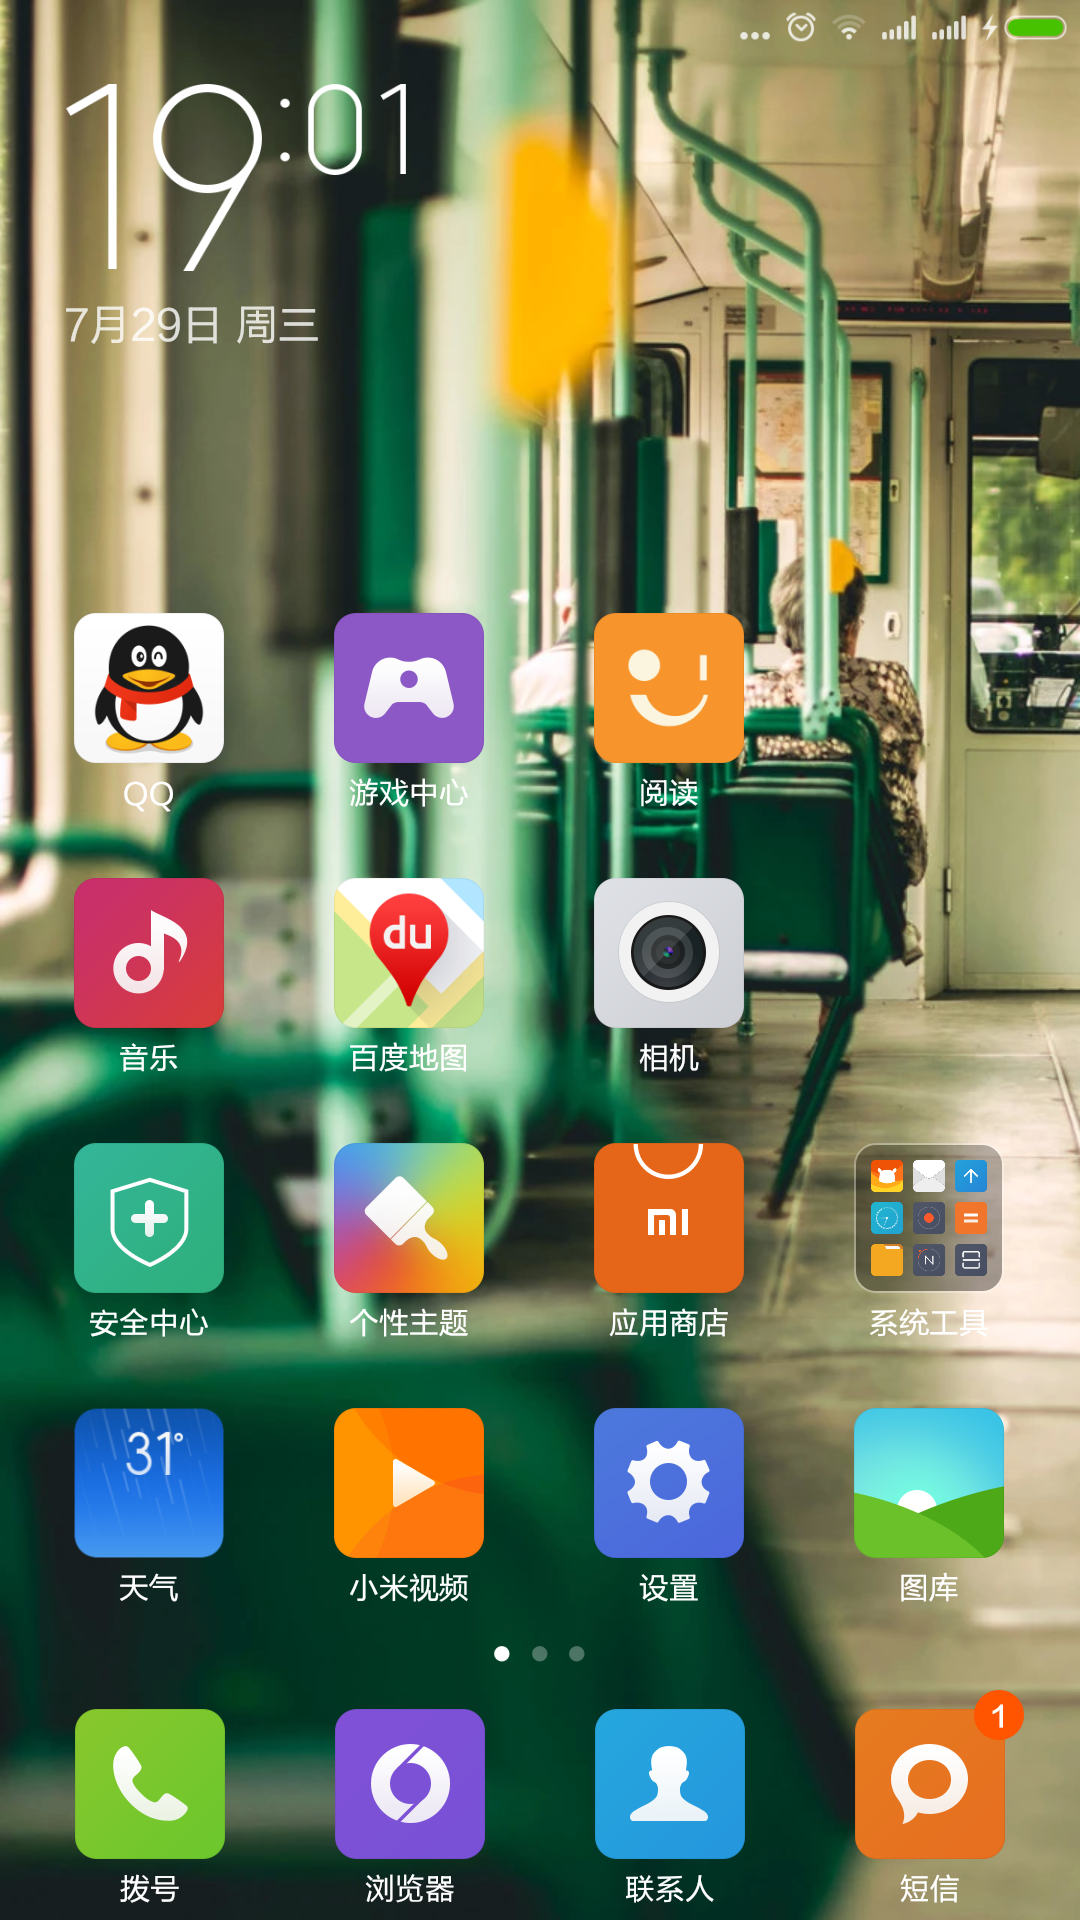 19:01
7月29日 周三
QQ
游戏中心
阅读
du
音乐
百度地图
相机
mi
N
安全中心
个性主题
应用商店
系统工具
31°
天气
小米视频
设置
图库
1
拨号
浏览器
联系人
短信